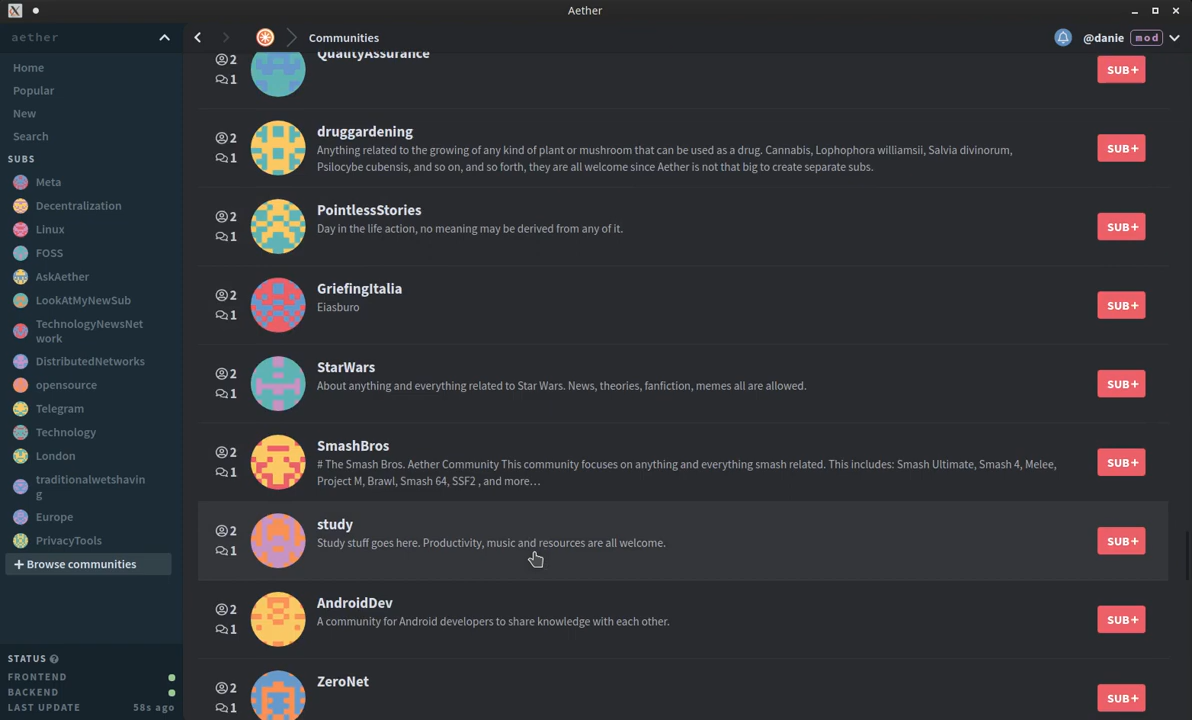 Aether
aether
Communities
@danie mod
Home
Popular
New
Search
SUBS
Meta
Decentralization
Linux
FOSS
AskAether
LookAtMyNewSub
TechnologyNewsNet
work
DistributedNetworks
opensource
Telegram
Technology
London
traditionalwetshavin
g
Europe
PrivacyTools
+ Browse communities
STATUS
FRONTEND
BACKEND
LAST UPDATE 58s ago
2
QualityAssurance
1
SUB+
2
druggardening
Anything related to the growing of any kind of plant or mushroom that can be used as a drug. Cannabis, Lophophora williamsii, Salvia divinorum,
1
Psilocybe cubensis, and so on, and so forth, they are all welcome since Aether is not that big to create separate subs.
SUB+
2
PointlessStories
Day in the life action, no meaning may be derived from any of it.
1
SUB+
2
GriefingItalia
Eiasburo
1
SUB+
2
StarWars
About anything and everything related to Star Wars. News, theories, fanfiction, memes all are allowed.
1
SUB+
2
SmashBros
# The Smash Bros. Aether Community This community focuses on anything and everything smash related. This includes: Smash Ultimate, Smash 4, Melee,
1
Project M, Brawl, Smash 64, SSF2 , and more...
SUB+
2
study
Study stuff goes here. Productivity, music and resources are all welcome.
1
SUB+
2
AndroidDev
A community for Android developers to share knowledge with each other.
1
SUB+
2
ZeroNet
1
SUB+